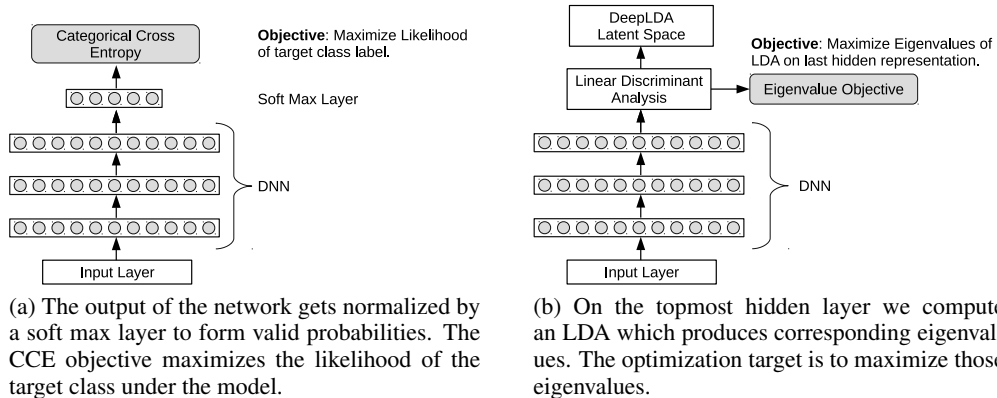 Categorical Cross
Entropy
Objective: Maximize Likelihood
of target class label.
Soft Max Layer
DNN
Input Layer
(a) The output of the network gets normalized by
a soft max layer to form valid probabilities. The
CCE objective maximizes the likelihood of the
target class under the model.
DeepLDA
Latent Space
Objective: Maximize Eigenvalues of
LDA on last hidden representation.
Linear Discriminant
Analysis
Eigenvalue Objective
DNN
Input Layer
(b) On the topmost hidden layer we compute
an LDA which produces corresponding eigenval
ues. The optimization target is to maximize those
eigenvalues.